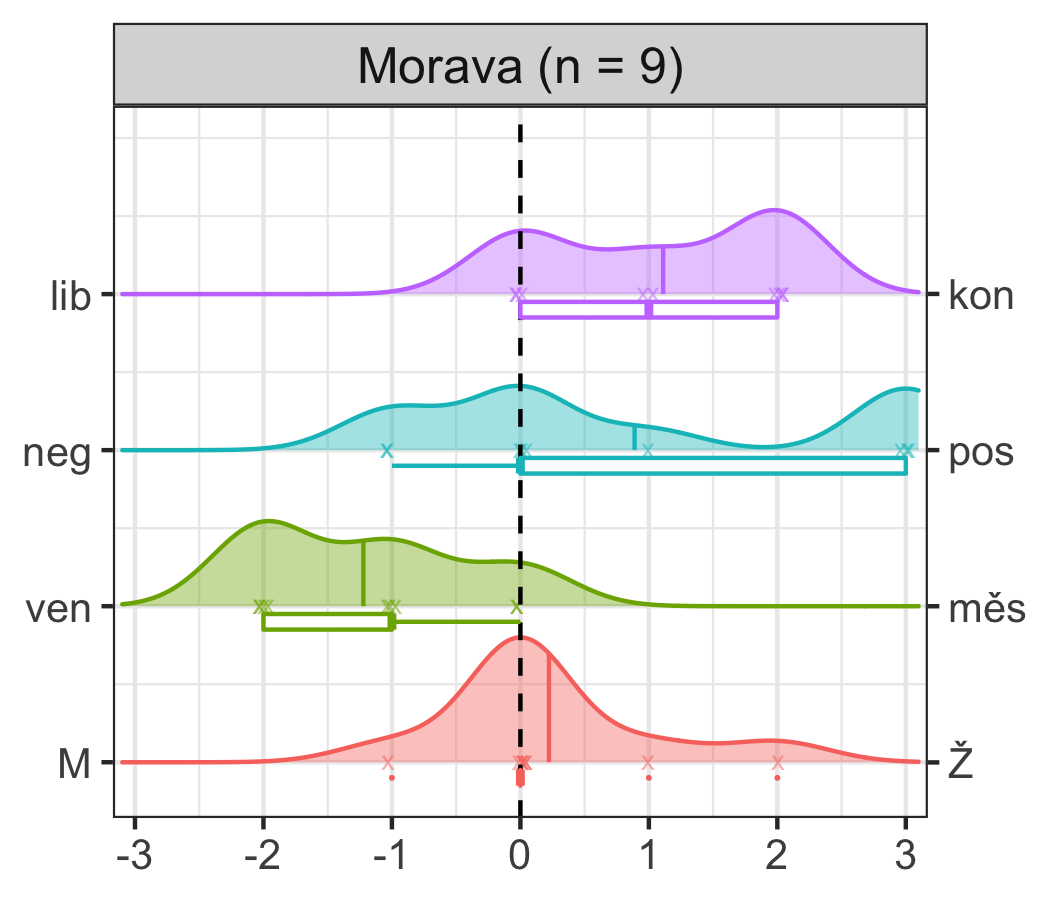 Morava (n = 9)
lib kon
neg pos
ven měs
M Ž
-3 -2 -1 0 1 2 3